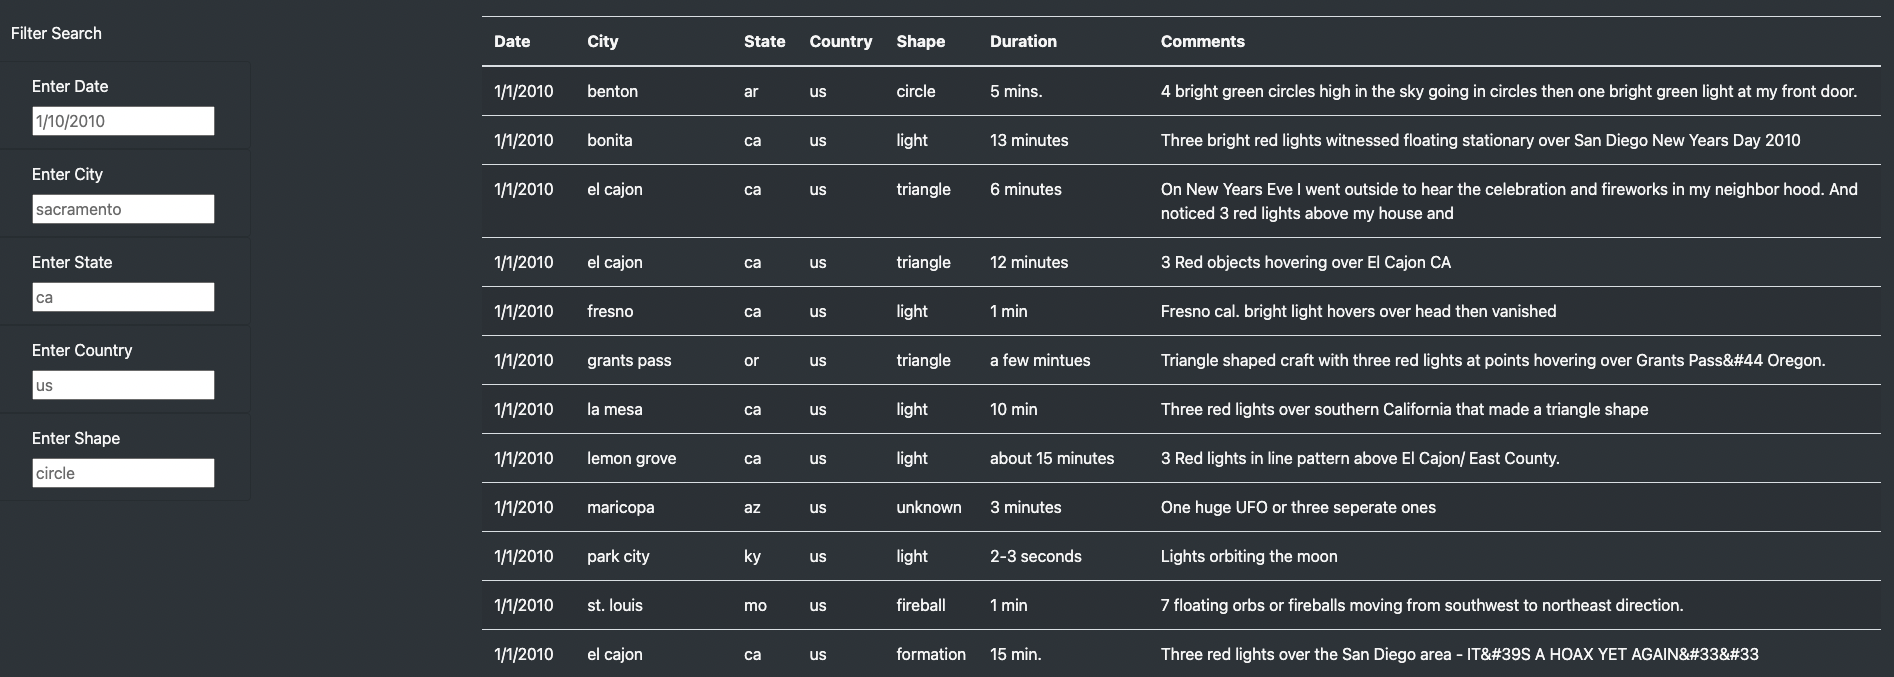 Filter Search
Enter Date
1/10/2010
Enter City
sacramento
Enter State
ca
Enter Country
us
Enter Shape
circle
Date City State Country Shape Duration Comments
1/1/2010 benton ar us circle 5 mins. 4 bright green circles high in the sky going in circles then one bright green light at my front door.
1/1/2010 bonita ca us light 13 minutes Three bright red lights witnessed floating stationary over San Diego New Years Day 2010
1/1/2010 el cajon ca us triangle 6 minutes On New Years Eve I went outside to hear the celebration and fireworks in my neighbor hood. And
noticed 3 red lights above my house and
1/1/2010 el cajon ca us triangle 12 minutes 3 Red objects hovering over El Cajon CA
1/1/2010 fresno ca us light 1 min Fresno cal. bright light hovers over head then vanished
1/1/2010 grants pass or us triangle a few mintues Triangle shaped craft with three red lights at points hovering over Grants Pass&#44 Oregon.
1/1/2010 la mesa ca us light 10 min Three red lights over southern California that made a triangle shape
1/1/2010 lemon grove ca us light about 15 minutes 3 Red lights in line pattern above El Cajon/ East County.
1/1/2010 maricopa az us unknown 3 minutes One huge UFO or three seperate ones
1/1/2010 park city ky us light 2-3 seconds Lights orbiting the moon
1/1/2010 st. louis mo us fireball 1 min 7 floating orbs or fireballs moving from southwest to northeast direction.
1/1/2010 el cajon ca us formation 15 min. Three red lights over the San Diego area - IT&#39S A HOAX YET AGAIN&#33&#33